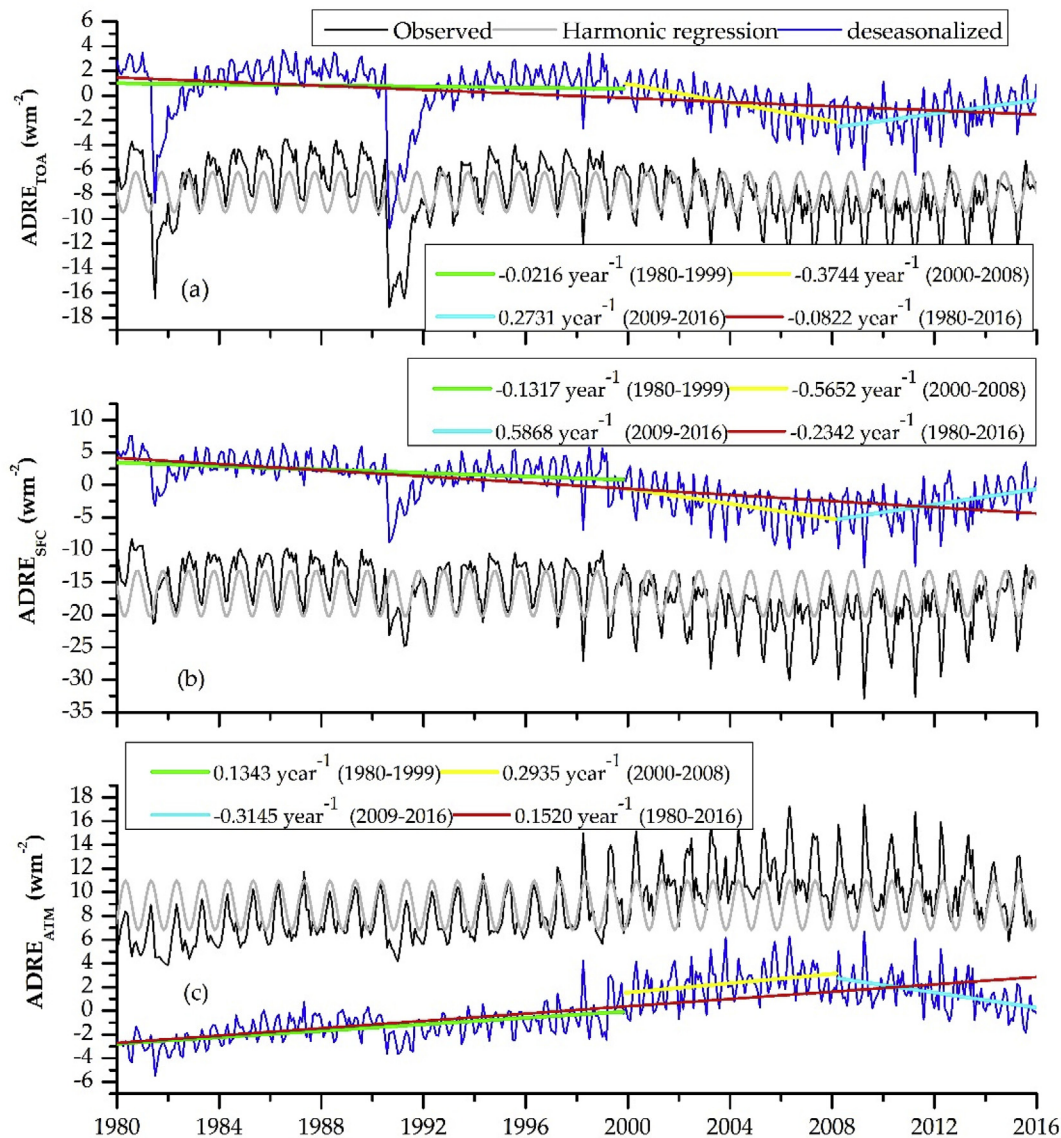 Observed Harmonic regression deseasonalized
6
4
2
0
-2
-4
-6
-8
-10
-12
-14
-16
-18
ADRE_TOA (wm^-2)
(a)
-0.0216 year^-1 (1980-1999) -0.3744 year^-1 (2000-2008)
0.2731 year^-1 (2009-2016) -0.0822 year^-1 (1980-2016)
-0.1317 year^-1 (1980-1999) -0.5652 year^-1 (2000-2008)
0.5868 year^-1 (2009-2016) -0.2342 year^-1 (1980-2016)
10
5
0
-5
-10
-15
-20
-25
-30
-35
ADRE_SFC (wm^-2)
(b)
0.1343 year^-1 (1980-1999) 0.2935 year^-1 (2000-2008)
-0.3145 year^-1 (2009-2016) 0.1520 year^-1 (1980-2016)
18
16
14
12
10
8
6
4
2
0
-2
-4
-6
ADRE_ATM (wm^-2)
(c)
1980 1984 1988 1992 1996 2000 2004 2008 2012 2016